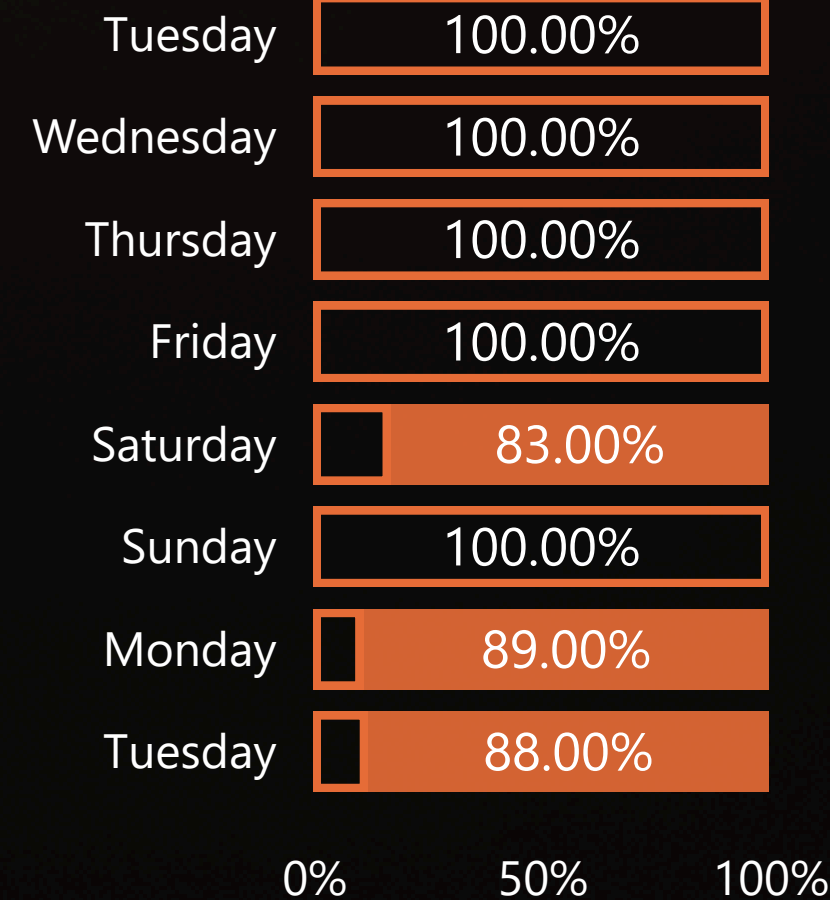 Tuesday 100.00%
Wednesday 100.00%
Thursday 100.00%
Friday 100.00%
Saturday 83.00%
Sunday 100.00%
Monday 89.00%
Tuesday 88.00%
0% 50% 100%